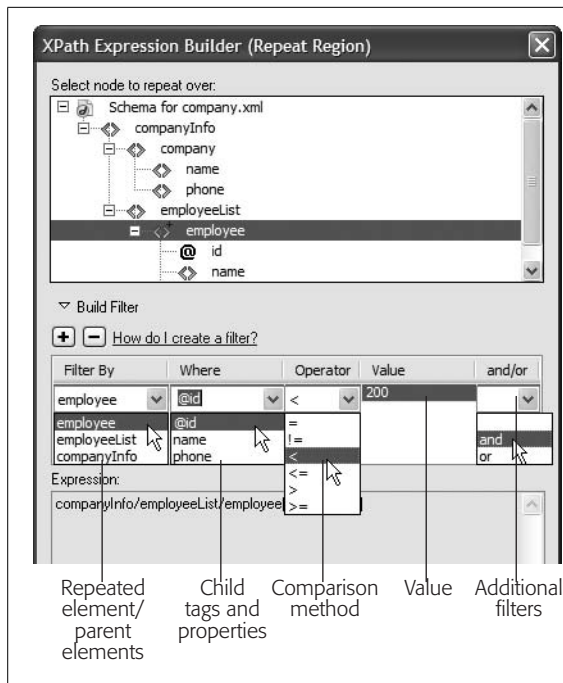 XPath Expression Builder (Repeat Region)
Select node to repeat over:
Schema for company.xml
companyInfo
company
name
phone
employeeList
employee
@ id
name
Build Filter
How do I create a filter?
Filter By Where Operator Value and/or
employee @id < 200
employee @id =
employeeList name != and
companyInfo phone < or
<=
>
>=
Expression:
companyInfo/employeeList/employee
Repeated element/ parent elements
Child tags and properties
Comparison method
Value
Additional filters